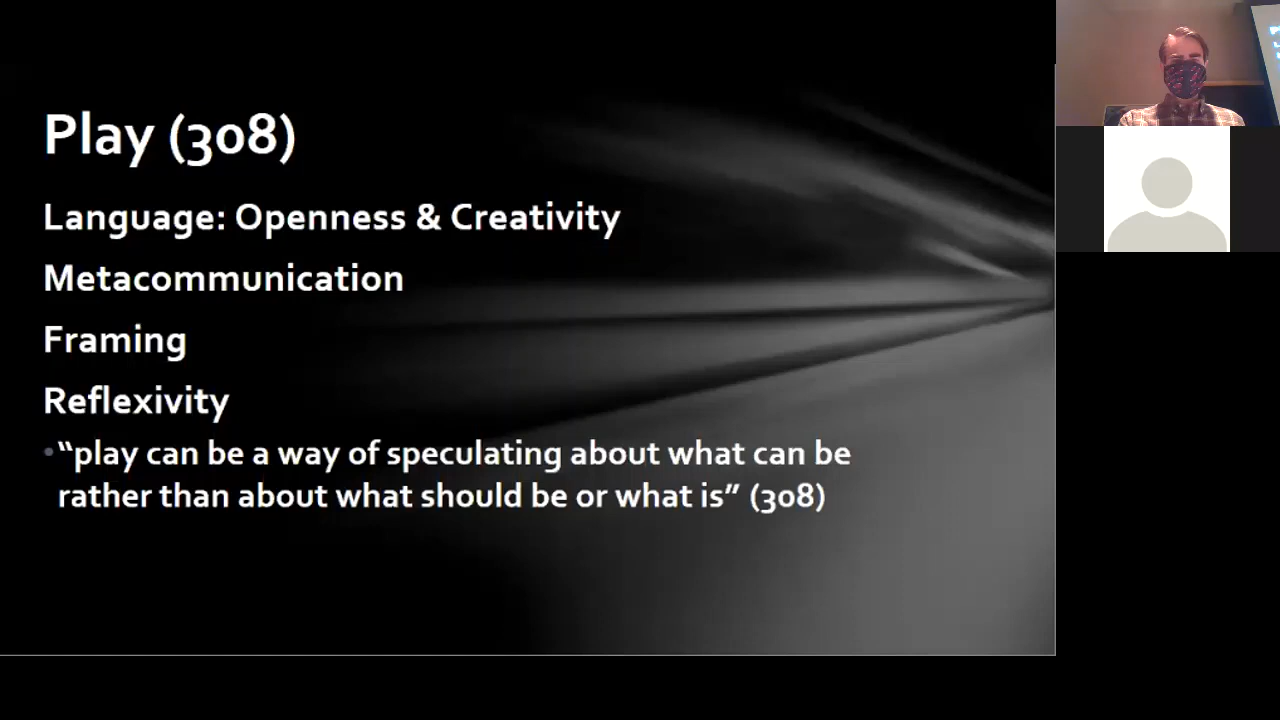 Play (308)
Language: Openness & Creativity
Metacommunication
Framing
Reflexivity
•“play can be a way of speculating about what can be
rather than about what should be or what is” (308)